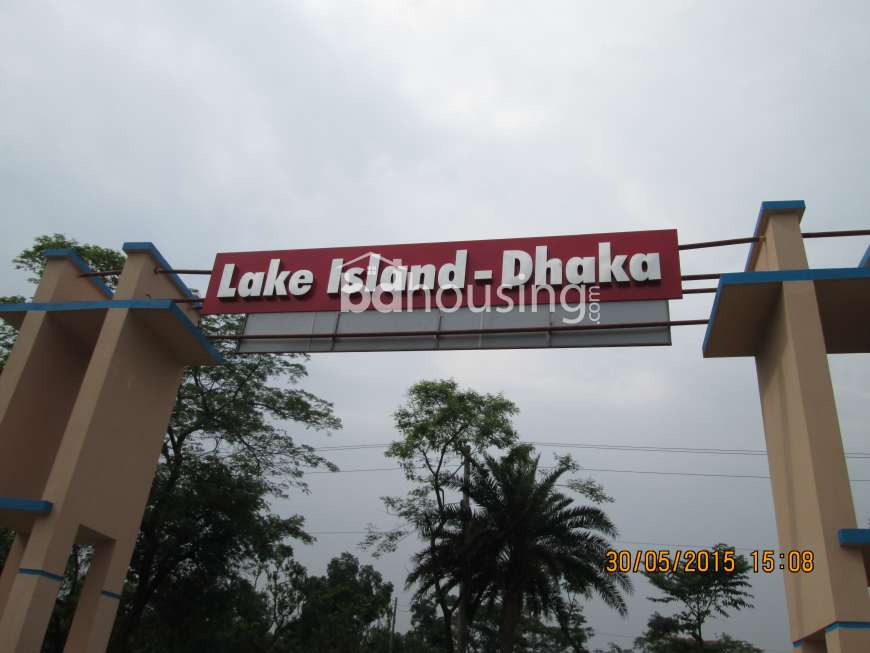 Lake Island - Dhaka
bdhousing.com
30/05/2015 15:08